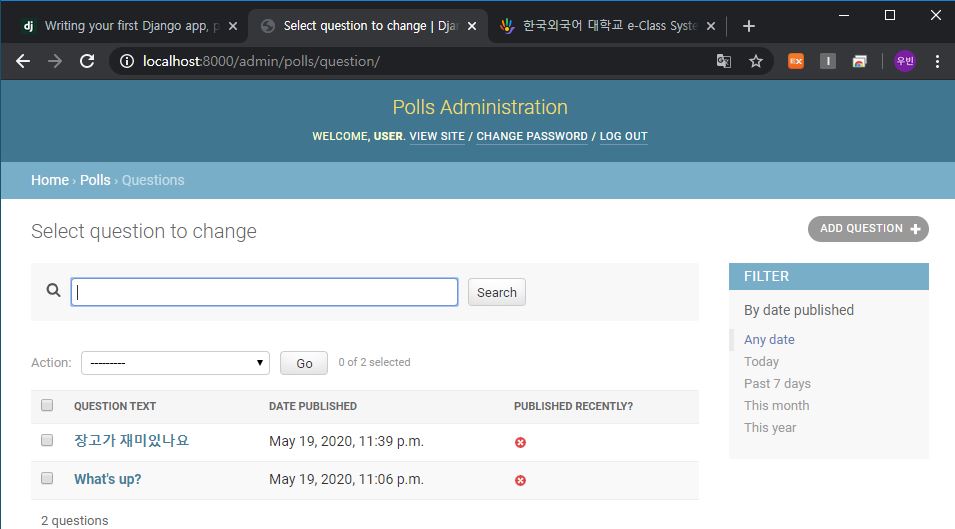 Writing your first Django app, p
Select question to change | Djan
한국외국어 대학교 e-Class Syste
localhost:8000/admin/polls/question/
우빈
Polls Administration
WELCOME, USER. VIEW SITE / CHANGE PASSWORD / LOG OUT
Home › Polls › Questions
Select question to change
ADD QUESTION +
Search
FILTER
By date published
Any date
Today
Past 7 days
This month
This year
Action: --------- Go 0 of 2 selected
QUESTION TEXT DATE PUBLISHED PUBLISHED RECENTLY?
장고가 재미있나요 May 19, 2020, 11:39 p.m.
What's up? May 19, 2020, 11:06 p.m.
2 questions